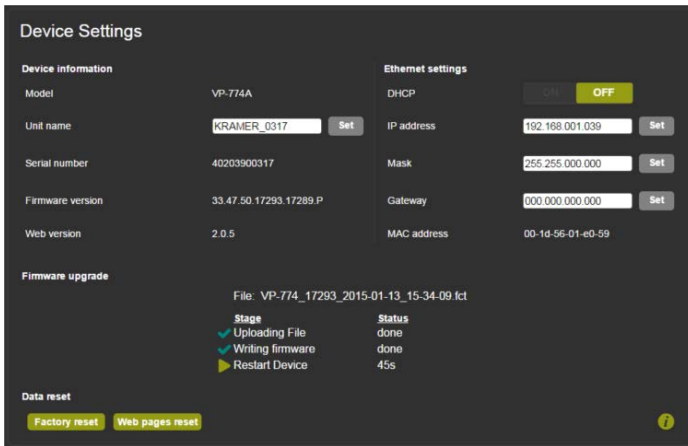 Device Settings
Device information
Model VP-774A
Unit name KRAMER_0317 Set
Serial number 40203900317
Firmware version 33.47.50.17293.17289.P
Web version 2.0.5
Ethernet settings
DHCP ON OFF
IP address 192.168.001.039 Set
Mask 255.255.000.000 Set
Gateway 000.000.000.000 Set
MAC address 00-1d-56-01-e0-59
Firmware upgrade
File: VP-774_17293_2015-01-13_15-34-09.fct
Stage Status
Uploading File done
Writing firmware done
Restart Device 45s
Data reset
Factory reset Web pages reset
i